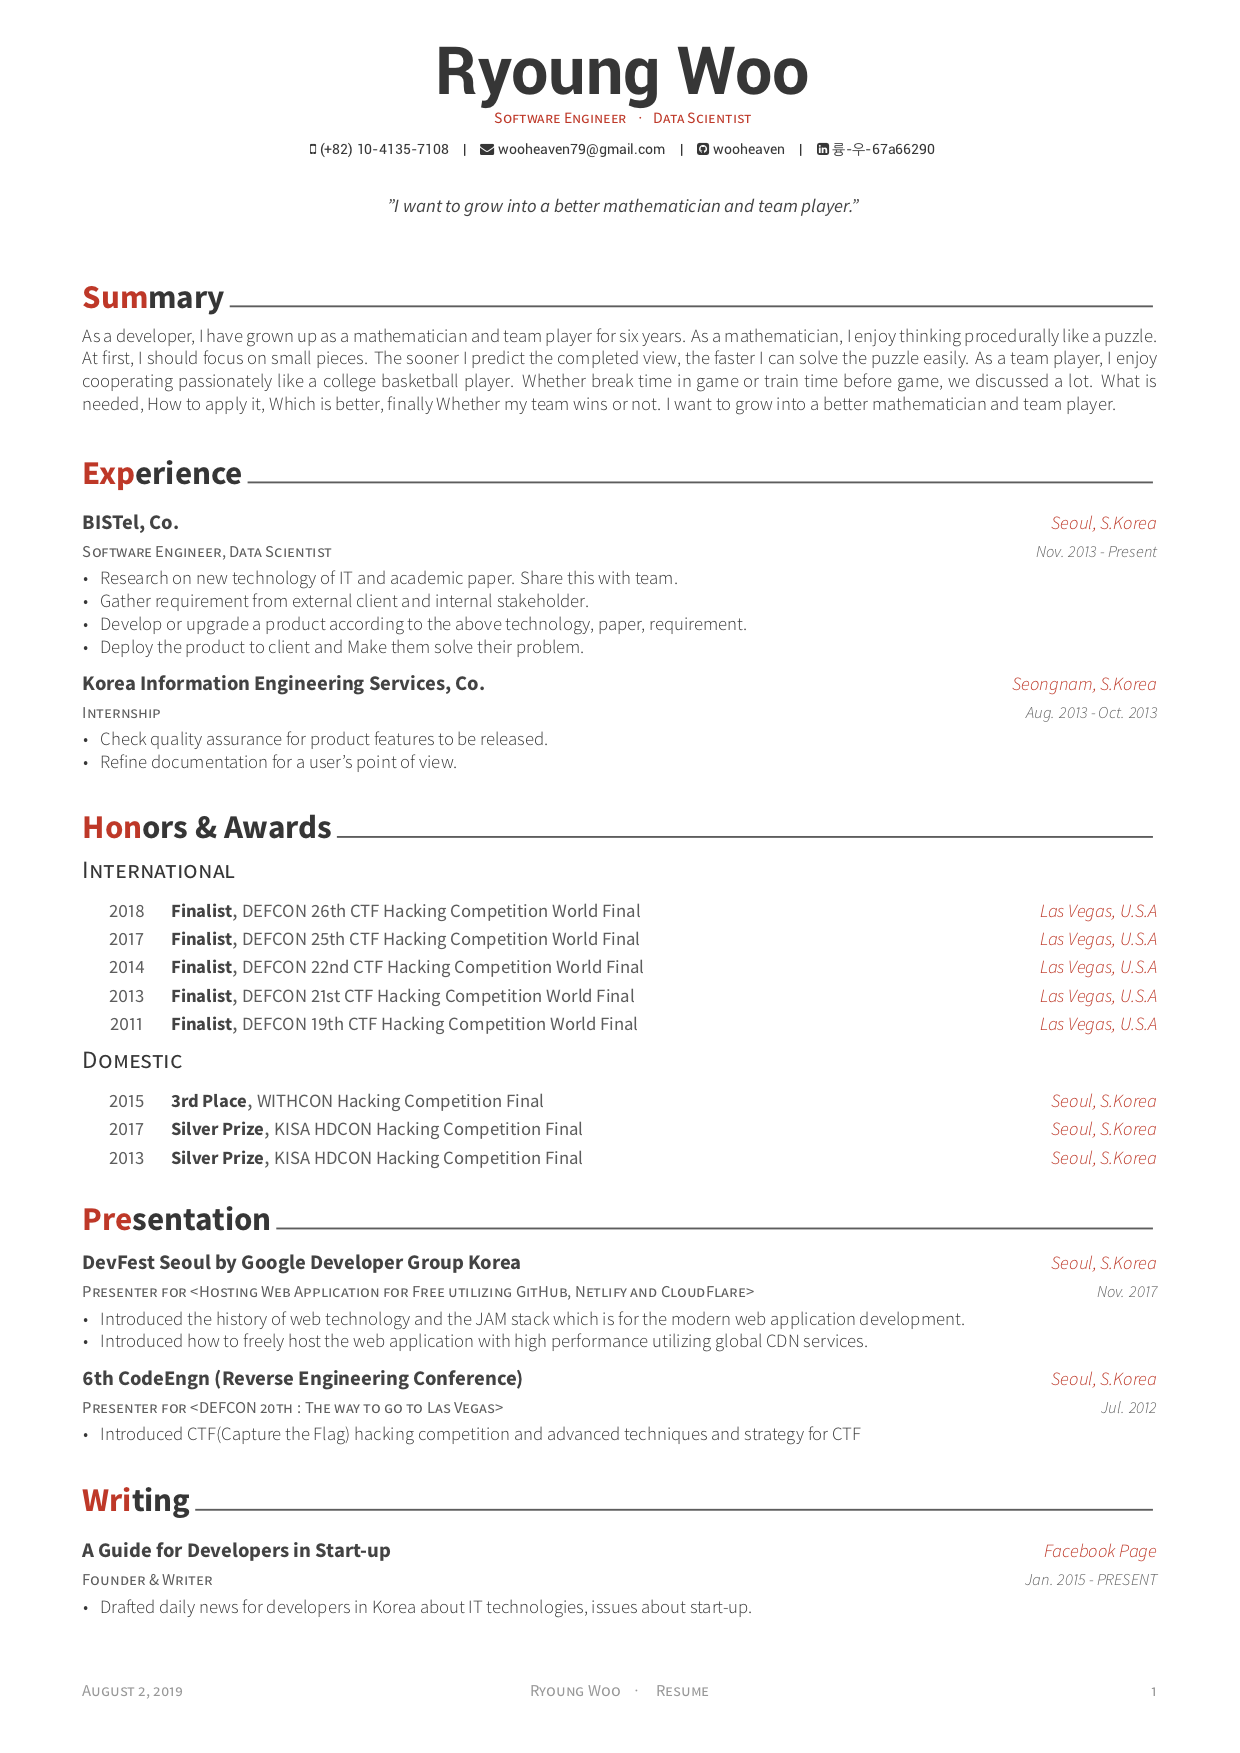 Ryoung Woo
Software Engineer · Data Scientist
(+82) 10-4135-7108 | wooheaven79@gmail.com | wooheaven | 륭-우-67a66290
”I want to grow into a better mathematician and team player.”
Summary
As a developer, I have grown up as a mathematician and team player for six years. As a mathematician, I enjoy thinking procedurally like a puzzle.
At first, I should focus on small pieces. The sooner I predict the completed view, the faster I can solve the puzzle easily. As a team player, I enjoy
cooperating passionately like a college basketball player. Whether break time in game or train time before game, we discussed a lot. What is
needed, How to apply it, Which is better, finally Whether my team wins or not. I want to grow into a better mathematician and team player.
Experience
BISTel, Co. Seoul, S.Korea
Software Engineer, Data Scientist Nov. 2013 - Present
• Research on new technology of IT and academic paper. Share this with team.
• Gather requirement from external client and internal stakeholder.
• Develop or upgrade a product according to the above technology, paper, requirement.
• Deploy the product to client and Make them solve their problem.
Korea Information Engineering Services, Co. Seongnam, S.Korea
Internship Aug. 2013 - Oct. 2013
• Check quality assurance for product features to be released.
• Refine documentation for a user’s point of view.
Honors & Awards
International
2018 Finalist, DEFCON 26th CTF Hacking Competition World Final Las Vegas, U.S.A
2017 Finalist, DEFCON 25th CTF Hacking Competition World Final Las Vegas, U.S.A
2014 Finalist, DEFCON 22nd CTF Hacking Competition World Final Las Vegas, U.S.A
2013 Finalist, DEFCON 21st CTF Hacking Competition World Final Las Vegas, U.S.A
2011 Finalist, DEFCON 19th CTF Hacking Competition World Final Las Vegas, U.S.A
Domestic
2015 3rd Place, WITHCON Hacking Competition Final Seoul, S.Korea
2017 Silver Prize, KISA HDCON Hacking Competition Final Seoul, S.Korea
2013 Silver Prize, KISA HDCON Hacking Competition Final Seoul, S.Korea
Presentation
DevFest Seoul by Google Developer Group Korea Seoul, S.Korea
Presenter for <Hosting Web Application for Free utilizing GitHub, Netlify and CloudFlare> Nov. 2017
• Introduced the history of web technology and the JAM stack which is for the modern web application development.
• Introduced how to freely host the web application with high performance utilizing global CDN services.
6th CodeEngn (Reverse Engineering Conference) Seoul, S.Korea
Presenter for <DEFCON 20th : The way to go to Las Vegas> Jul. 2012
• Introduced CTF(Capture the Flag) hacking competition and advanced techniques and strategy for CTF
Writing
A Guide for Developers in Start-up Facebook Page
Founder & Writer Jan. 2015 - PRESENT
• Drafted daily news for developers in Korea about IT technologies, issues about start-up.
August 2, 2019 Ryoung Woo · Resume 1